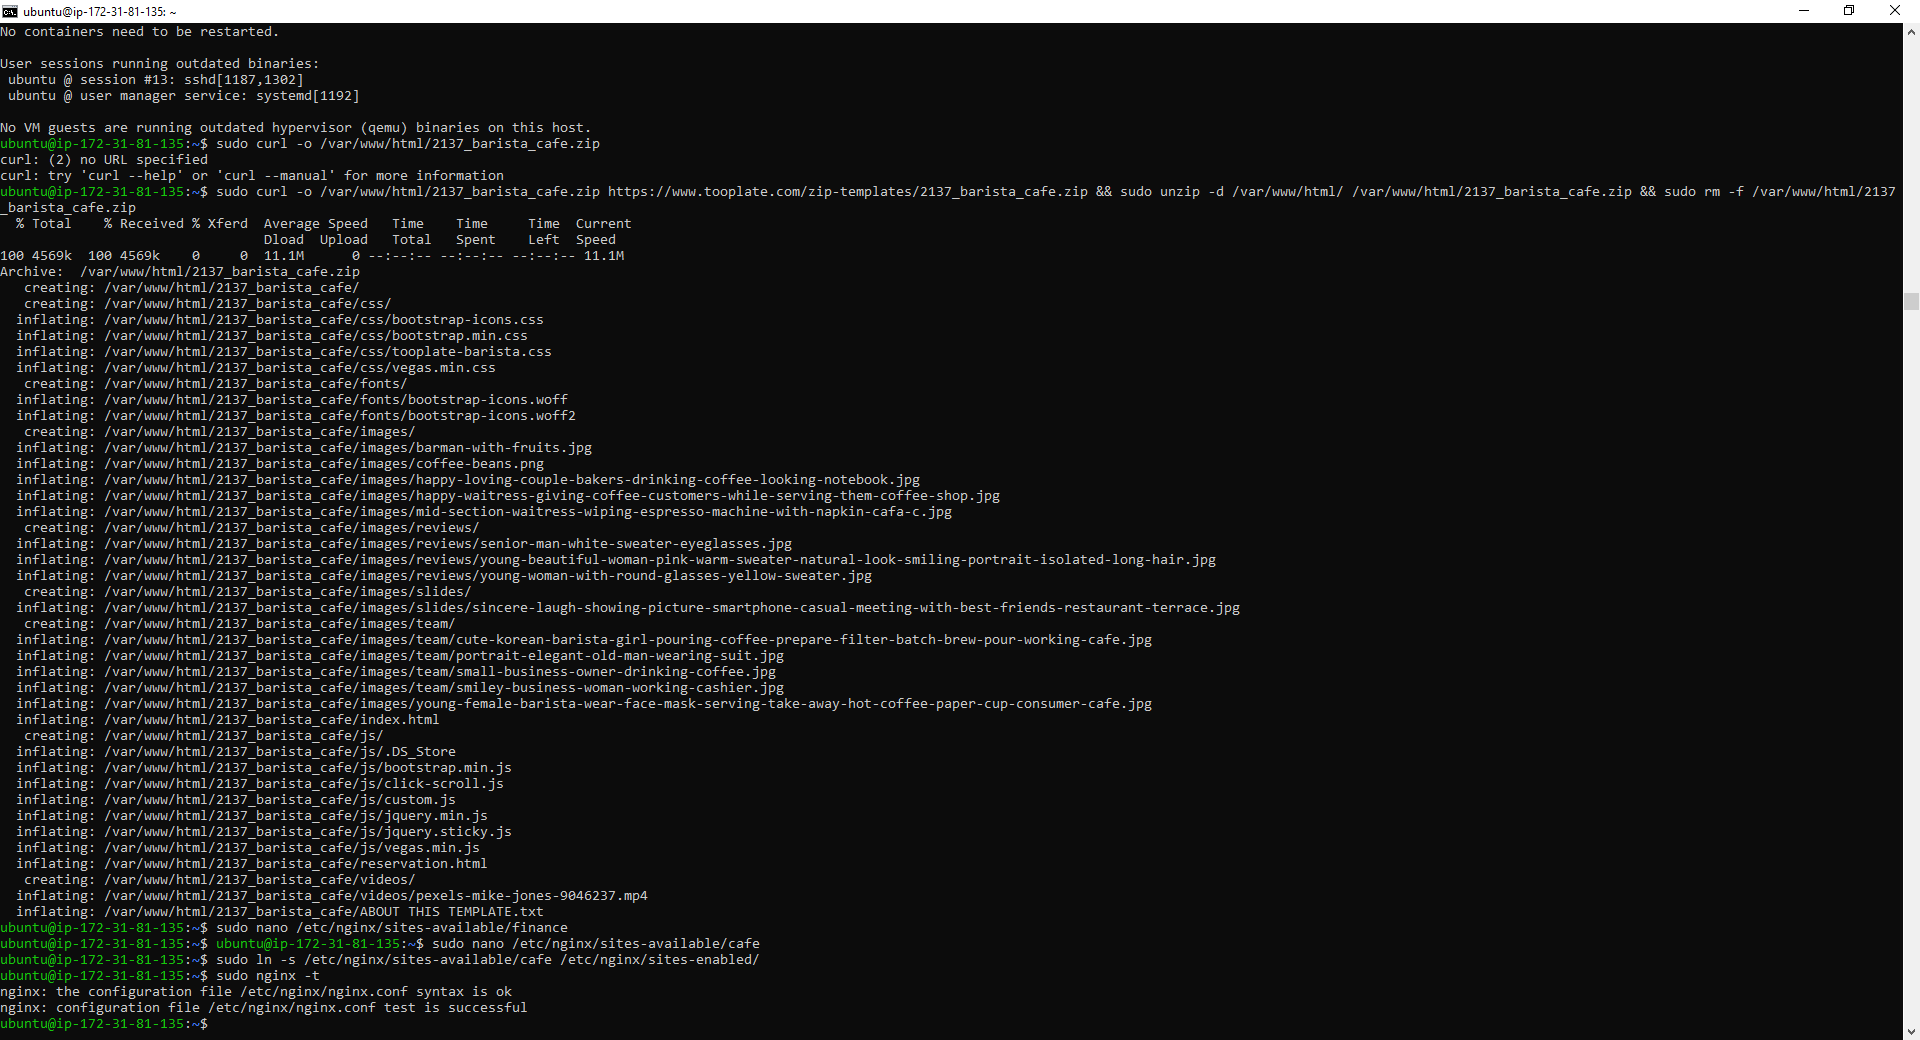 ubuntu@ip-172-31-81-135: ~
No containers need to be restarted.
User sessions running outdated binaries:
 ubuntu @ session #13: sshd[1187,1302]
 ubuntu @ user manager service: systemd[1192]
No VM guests are running outdated hypervisor (qemu) binaries on this host.
ubuntu@ip-172-31-81-135:~$ sudo curl -o /var/www/html/2137_barista_cafe.zip
curl: (2) no URL specified
curl: try 'curl --help' or 'curl --manual' for more information
ubuntu@ip-172-31-81-135:~$ sudo curl -o /var/www/html/2137_barista_cafe.zip https://www.tooplate.com/zip-templates/2137_barista_cafe.zip && sudo unzip -d /var/www/html/ /var/www/html/2137_barista_cafe.zip && sudo rm -f /var/www/html/2137
_barista_cafe.zip
  % Total    % Received % Xferd  Average Speed   Time    Time     Time  Current
                                 Dload  Upload   Total   Spent    Left  Speed
100 4569k  100 4569k    0     0  11.1M      0 --:--:-- --:--:-- --:--:-- 11.1M
Archive:  /var/www/html/2137_barista_cafe.zip
   creating: /var/www/html/2137_barista_cafe/
   creating: /var/www/html/2137_barista_cafe/css/
  inflating: /var/www/html/2137_barista_cafe/css/bootstrap-icons.css
  inflating: /var/www/html/2137_barista_cafe/css/bootstrap.min.css
  inflating: /var/www/html/2137_barista_cafe/css/tooplate-barista.css
  inflating: /var/www/html/2137_barista_cafe/css/vegas.min.css
   creating: /var/www/html/2137_barista_cafe/fonts/
  inflating: /var/www/html/2137_barista_cafe/fonts/bootstrap-icons.woff
  inflating: /var/www/html/2137_barista_cafe/fonts/bootstrap-icons.woff2
   creating: /var/www/html/2137_barista_cafe/images/
  inflating: /var/www/html/2137_barista_cafe/images/barman-with-fruits.jpg
  inflating: /var/www/html/2137_barista_cafe/images/coffee-beans.png
  inflating: /var/www/html/2137_barista_cafe/images/happy-loving-couple-bakers-drinking-coffee-looking-notebook.jpg
  inflating: /var/www/html/2137_barista_cafe/images/happy-waitress-giving-coffee-customers-while-serving-them-coffee-shop.jpg
  inflating: /var/www/html/2137_barista_cafe/images/mid-section-waitress-wiping-espresso-machine-with-napkin-cafa-c.jpg
   creating: /var/www/html/2137_barista_cafe/images/reviews/
  inflating: /var/www/html/2137_barista_cafe/images/reviews/senior-man-white-sweater-eyeglasses.jpg
  inflating: /var/www/html/2137_barista_cafe/images/reviews/young-beautiful-woman-pink-warm-sweater-natural-look-smiling-portrait-isolated-long-hair.jpg
  inflating: /var/www/html/2137_barista_cafe/images/reviews/young-woman-with-round-glasses-yellow-sweater.jpg
   creating: /var/www/html/2137_barista_cafe/images/slides/
  inflating: /var/www/html/2137_barista_cafe/images/slides/sincere-laugh-showing-picture-smartphone-casual-meeting-with-best-friends-restaurant-terrace.jpg
   creating: /var/www/html/2137_barista_cafe/images/team/
  inflating: /var/www/html/2137_barista_cafe/images/team/cute-korean-barista-girl-pouring-coffee-prepare-filter-batch-brew-pour-working-cafe.jpg
  inflating: /var/www/html/2137_barista_cafe/images/team/portrait-elegant-old-man-wearing-suit.jpg
  inflating: /var/www/html/2137_barista_cafe/images/team/small-business-owner-drinking-coffee.jpg
  inflating: /var/www/html/2137_barista_cafe/images/team/smiley-business-woman-working-cashier.jpg
  inflating: /var/www/html/2137_barista_cafe/images/young-female-barista-wear-face-mask-serving-take-away-hot-coffee-paper-cup-consumer-cafe.jpg
  inflating: /var/www/html/2137_barista_cafe/index.html
   creating: /var/www/html/2137_barista_cafe/js/
  inflating: /var/www/html/2137_barista_cafe/js/.DS_Store
  inflating: /var/www/html/2137_barista_cafe/js/bootstrap.min.js
  inflating: /var/www/html/2137_barista_cafe/js/click-scroll.js
  inflating: /var/www/html/2137_barista_cafe/js/custom.js
  inflating: /var/www/html/2137_barista_cafe/js/jquery.min.js
  inflating: /var/www/html/2137_barista_cafe/js/jquery.sticky.js
  inflating: /var/www/html/2137_barista_cafe/js/vegas.min.js
  inflating: /var/www/html/2137_barista_cafe/reservation.html
   creating: /var/www/html/2137_barista_cafe/videos/
  inflating: /var/www/html/2137_barista_cafe/videos/pexels-mike-jones-9046237.mp4
  inflating: /var/www/html/2137_barista_cafe/ABOUT THIS TEMPLATE.txt
ubuntu@ip-172-31-81-135:~$ sudo nano /etc/nginx/sites-available/finance
ubuntu@ip-172-31-81-135:~$ ubuntu@ip-172-31-81-135:~$ sudo nano /etc/nginx/sites-available/cafe
ubuntu@ip-172-31-81-135:~$ sudo ln -s /etc/nginx/sites-available/cafe /etc/nginx/sites-enabled/
ubuntu@ip-172-31-81-135:~$ sudo nginx -t
nginx: the configuration file /etc/nginx/nginx.conf syntax is ok
nginx: configuration file /etc/nginx/nginx.conf test is successful
ubuntu@ip-172-31-81-135:~$